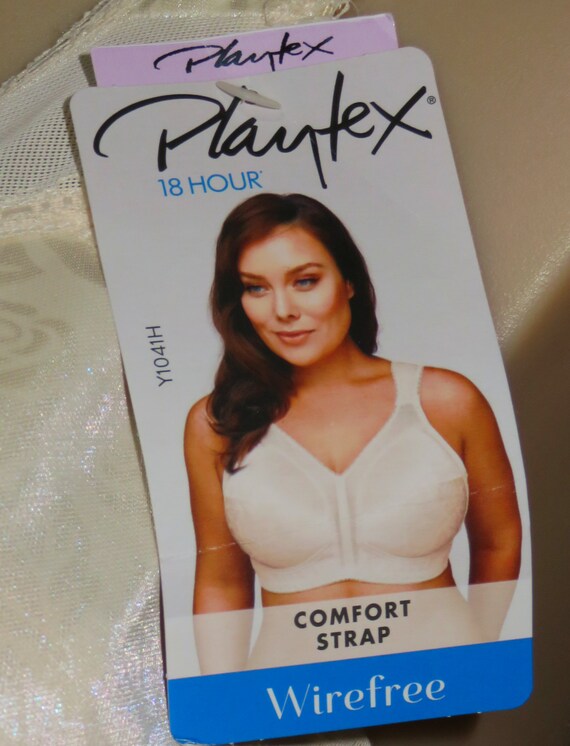 Playtex
Playtex®
18 HOUR
Y1041H
COMFORT
STRAP
Wirefree